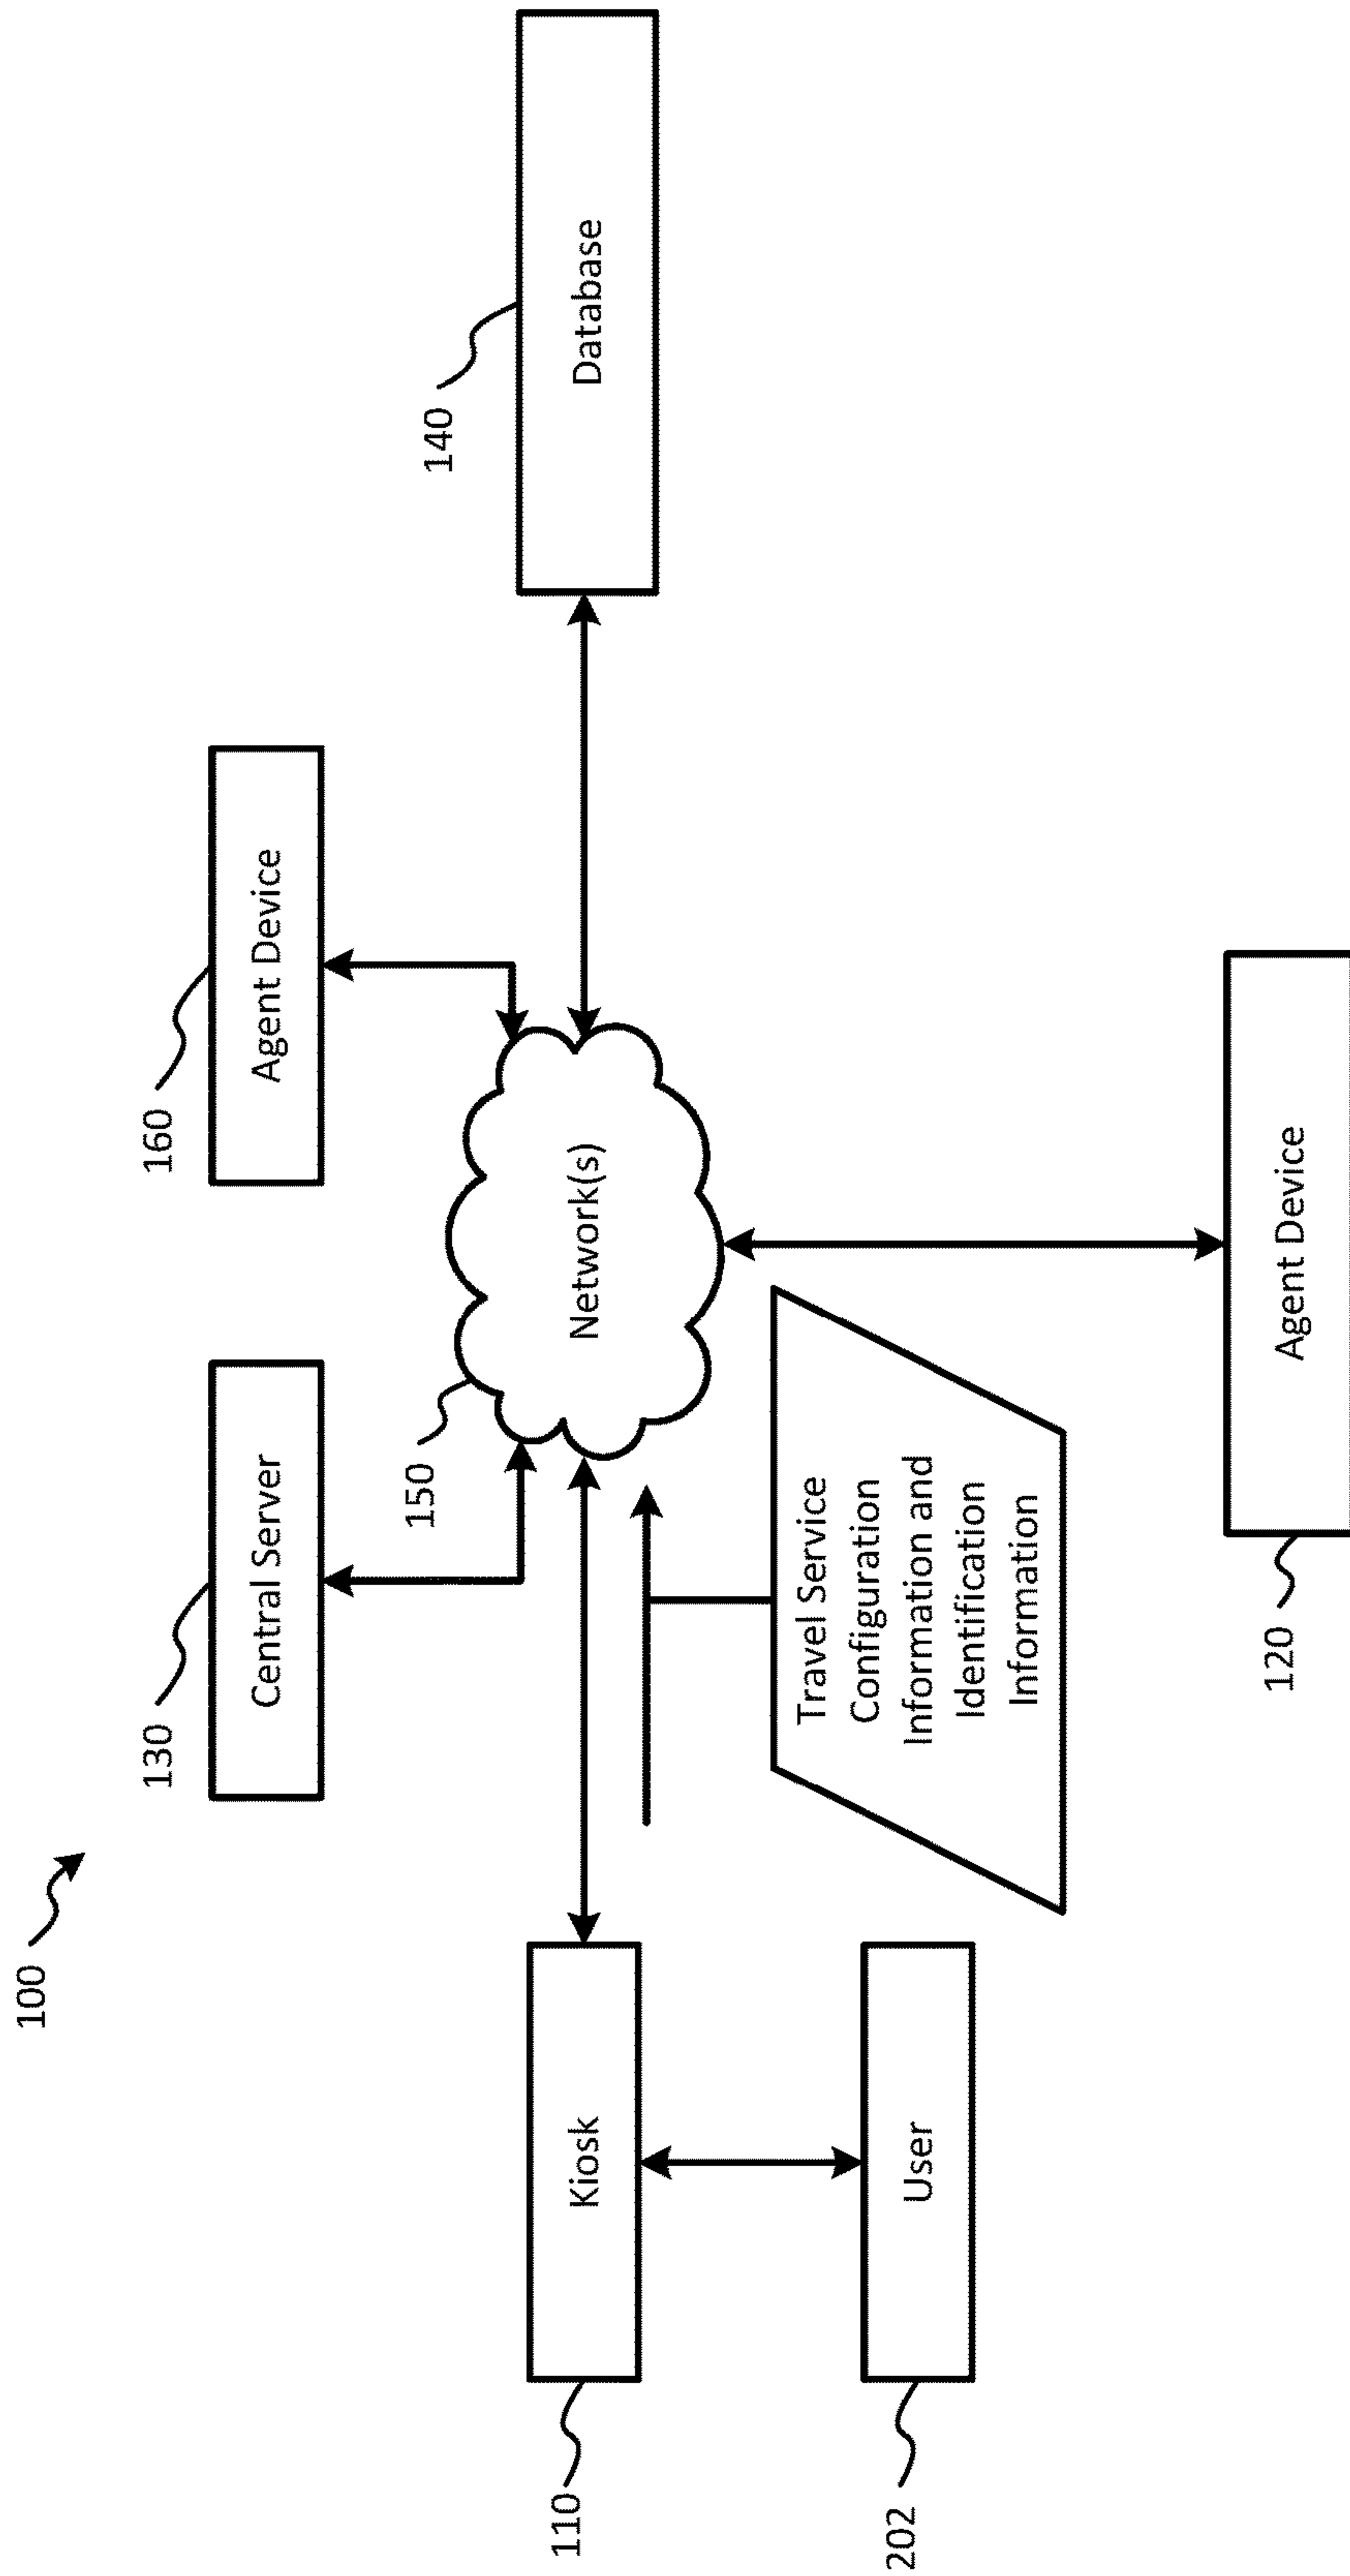 100
130
Central Server
160
Agent Device
150
Network(s)
140
Database
110
Kiosk
Travel Service
Configuration
Information and
Identification
Information
202
User
120
Agent Device